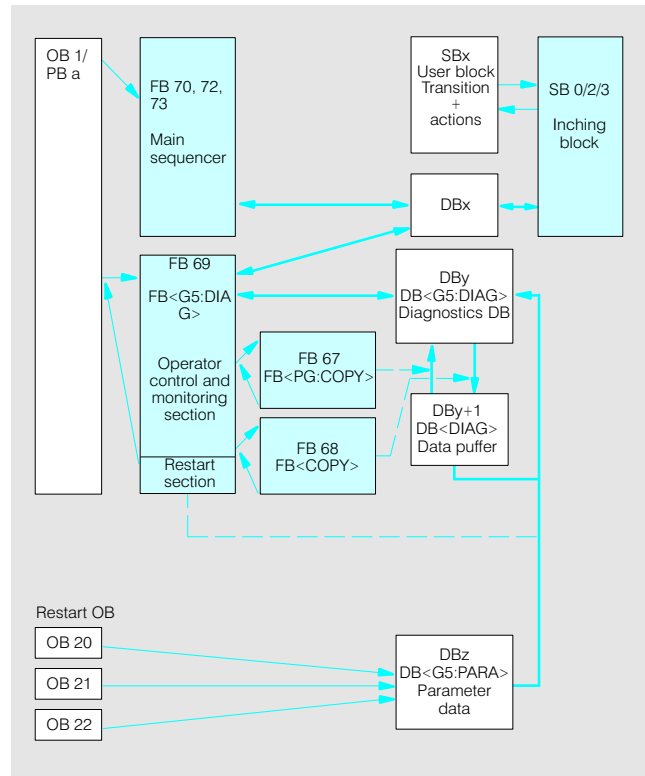 OB 1/
PB a
FB 70, 72,
73
Main
sequencer
SBx
User block
Transition
+
actions
SB 0/2/3
Inching
block
DBx
FB 69
FB<G5:DIA
G>
Operator
control and
monitoring
section
Restart
section
FB 67
FB<PG:COPY>
FB 68
FB<COPY>
DBy
DB<G5:DIAG>
Diagnostics DB
DBy+1
DB<DIAG>
Data puffer
Restart OB
OB 20
OB 21
OB 22
DBz
DB<G5:PARA>
Parameter
data